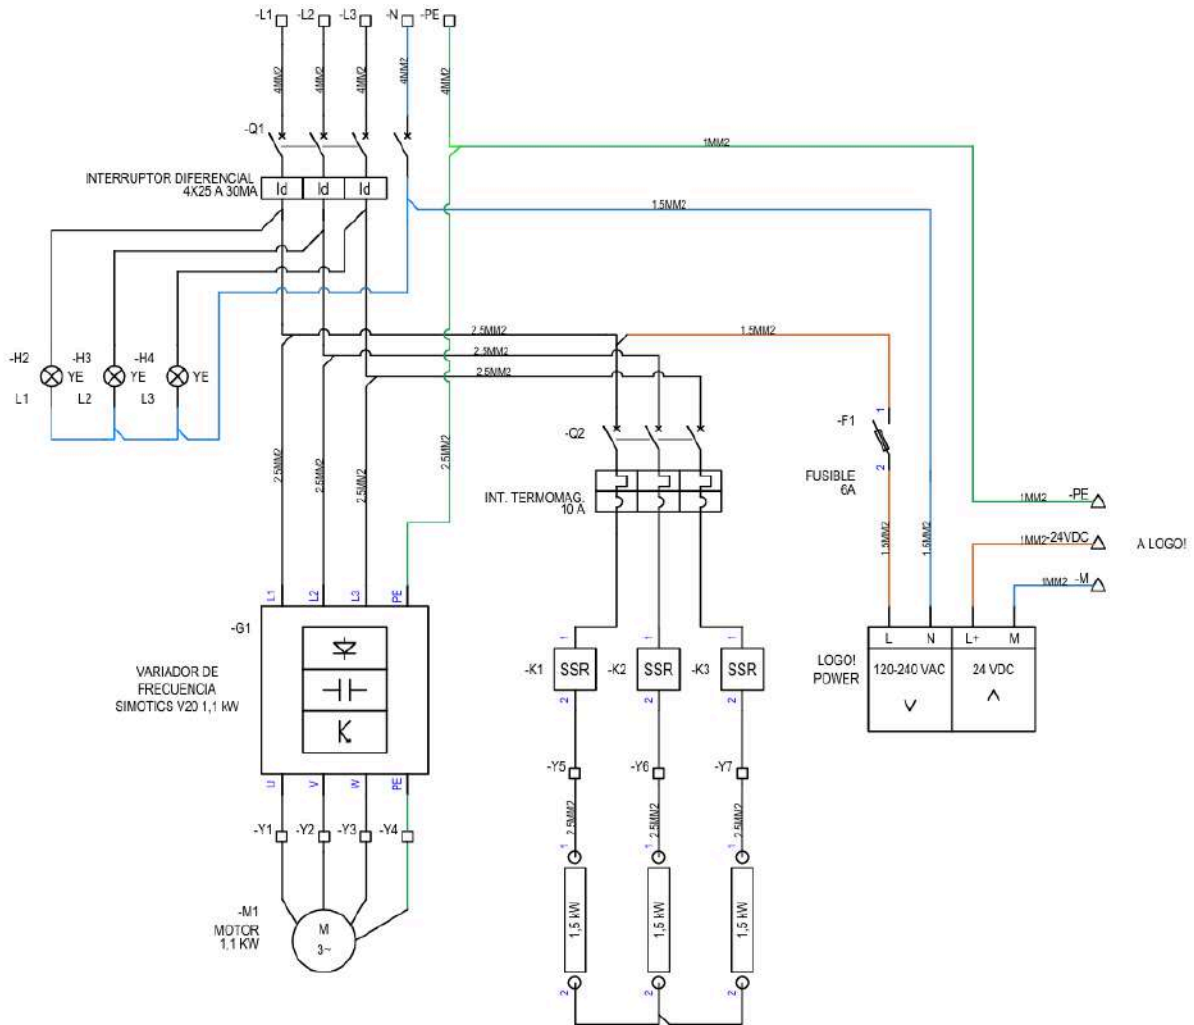 -L1 -L2 -L3 -N -PE
4MM2 4MM2 4MM2 4MM2 4MM2
-Q1
1MM2
INTERRUPTOR DIFERENCIAL
4X25 A 30MA
Id Id Id
1.5MM2
2.5MM2 1.5MM2
2.5MM2
2.5MM2
-H2 -H3 -H4
YE YE YE
L1 L2 L3
-Q2
-F1
1
2
FUSIBLE
6A
2.5MM2 2.5MM2 2.5MM2 2.5MM2
INT. TERMOMAG.
10 A
1MM2 -PE
1.5MM2 1.5MM2
1MM2 -24VDC
A LOGO!
1MM2 -M
L1 L2 L3 PE
-G1
VARIADOR DE
FRECUENCIA
SIMOTICS V20 1,1 kW
L N L+ M
LOGO!
POWER
120-240 VAC 24 VDC
1 1 1
-K1 SSR -K2 SSR -K3 SSR
2 2 2
U V W PE
-Y5 -Y6 -Y7
-Y1 -Y2 -Y3 -Y4
2.5MM2 2.5MM2 2.5MM2
1 1 1
-M1
MOTOR
1,1 KW
M
3~
1,5 kW 1,5 kW 1,5 kW
2 2 2